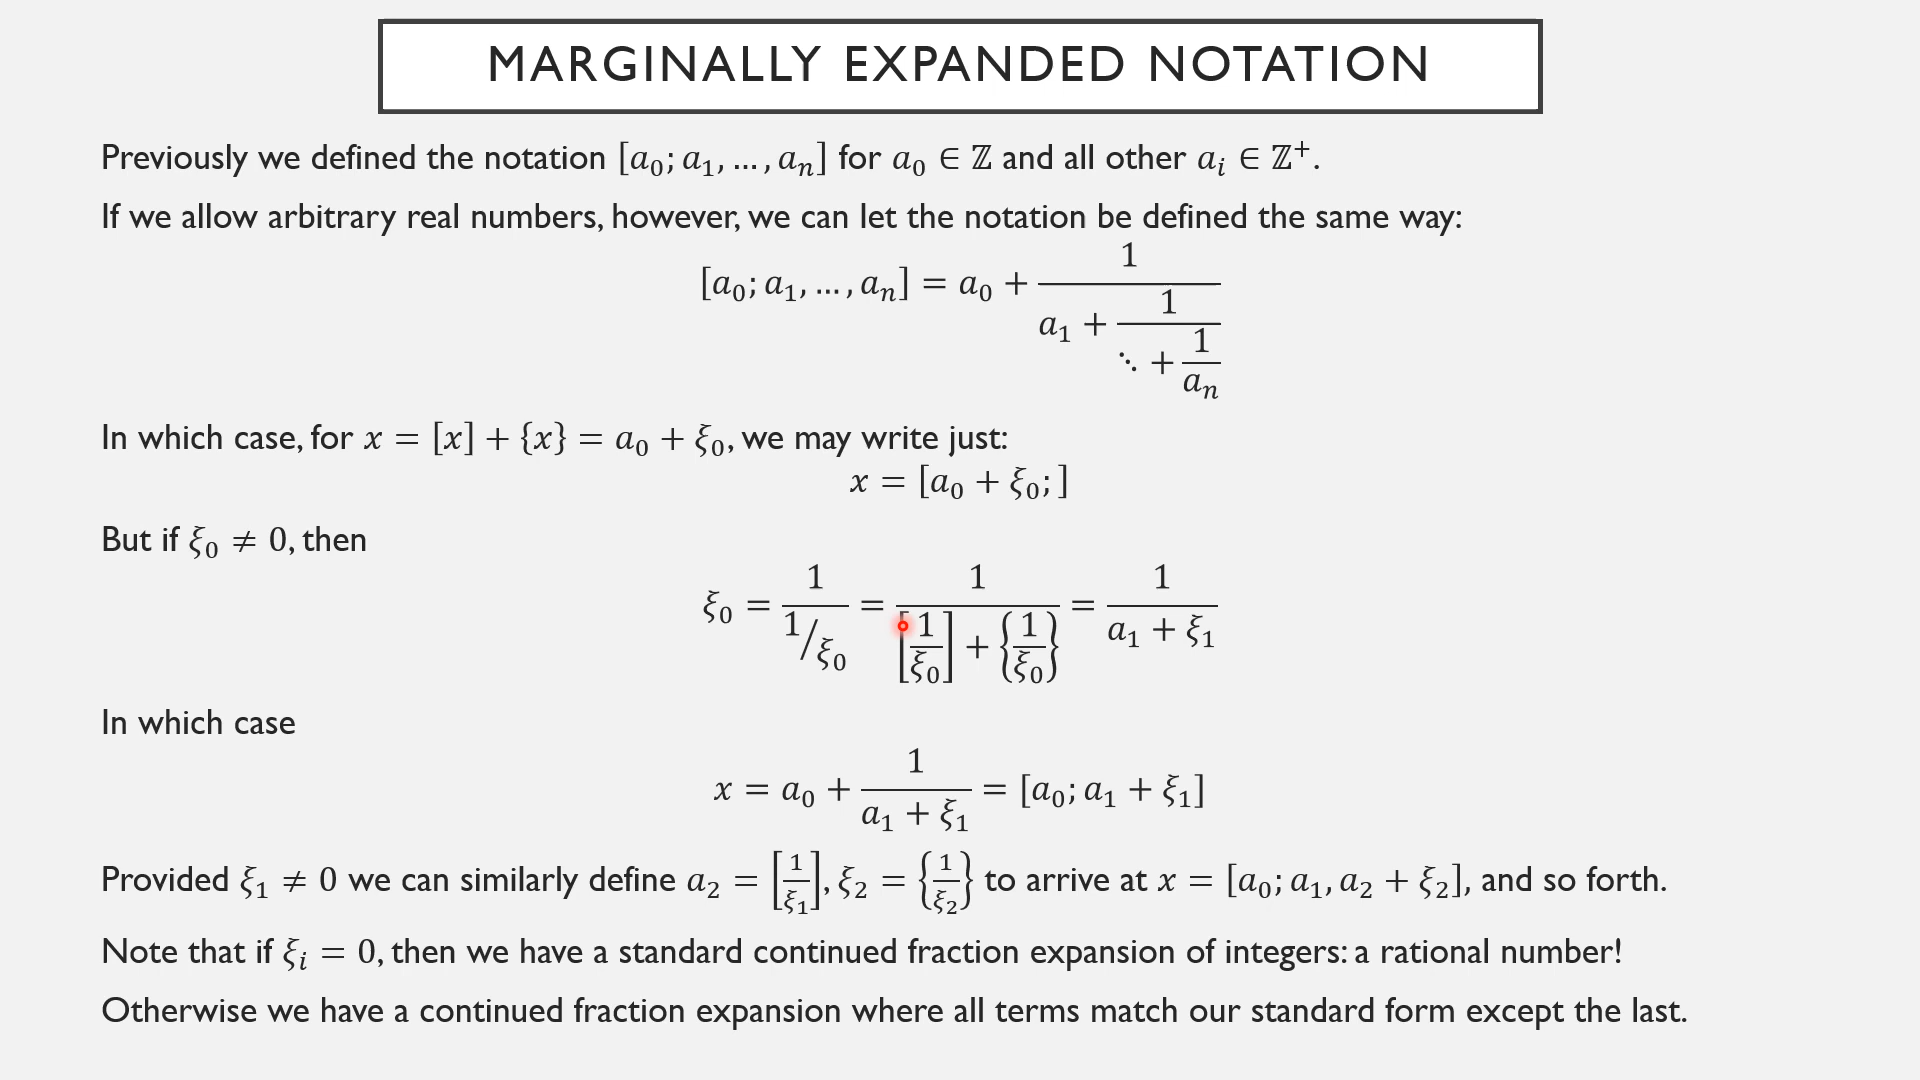 MARGINALLY EXPANDED NOTATION
Previously we defined the notation [a₀; a₁, …, aₙ] for a₀ ∈ ℤ and all other aᵢ ∈ ℤ⁺.
If we allow arbitrary real numbers, however, we can let the notation be defined the same way:
[a₀; a₁, …, aₙ] = a₀ + 1/(a₁ + 1/(⋱ + 1/aₙ))
In which case, for x = [x] + {x} = a₀ + ξ₀, we may write just:
x = [a₀ + ξ₀; ]
But if ξ₀ ≠ 0, then
ξ₀ = 1/(1/ξ₀) = 1/([1/ξ₀] + {1/ξ₀}) = 1/(a₁ + ξ₁)
In which case
x = a₀ + 1/(a₁ + ξ₁) = [a₀; a₁ + ξ₁]
Provided ξ₁ ≠ 0 we can similarly define a₂ = [1/ξ₁], ξ₂ = {1/ξ₂} to arrive at x = [a₀; a₁, a₂ + ξ₂], and so forth.
Note that if ξᵢ = 0, then we have a standard continued fraction expansion of integers: a rational number!
Otherwise we have a continued fraction expansion where all terms match our standard form except the last.